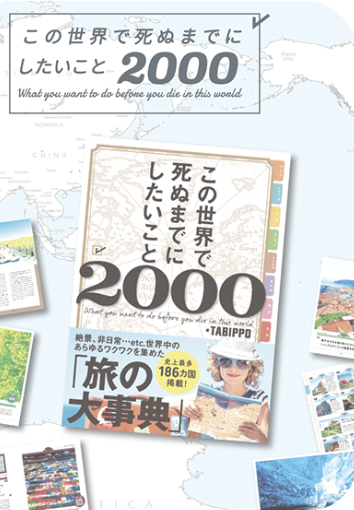 この世界で死ぬまでに
したいこと 2000
What you want to do before you die in this world
CHINA
この世界で
死ぬまでに
したいこと
2000
What you want to do before you die in this world
・TABIPPO
絶景、非日常…etc.世界中の
あらゆるワクワクを集めた
「旅の
大事典
史上最多
186カ国
掲載!